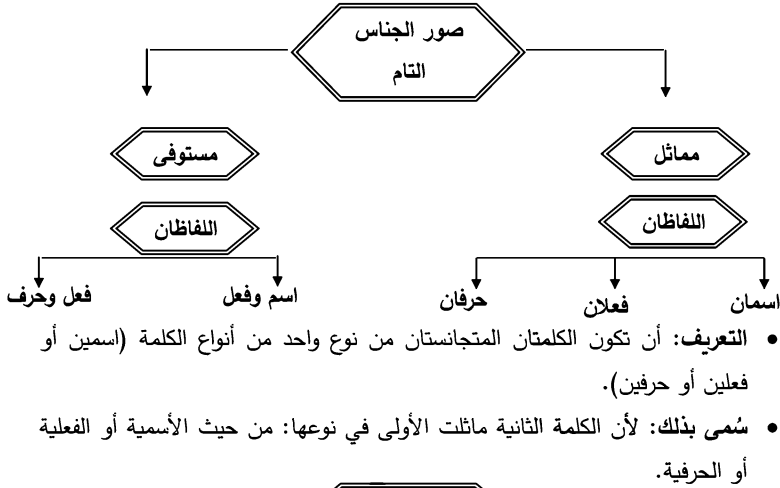 صور الجناس
التام
مماثل
مستوفى
اللفاظان
اللفاظان
اسمان
فعلان
حرفان
اسم وفعل
فعل وحرف
• التعريف: أن تكون الكلمتان المتجانستان من نوع واحد من أنواع الكلمة (اسمين أو
فعلين أو حرفين).
• سُمى بذلك: لأن الكلمة الثانية ماثلت الأولى في نوعها: من حيث الأسمية أو الفعلية
أو الحرفية.